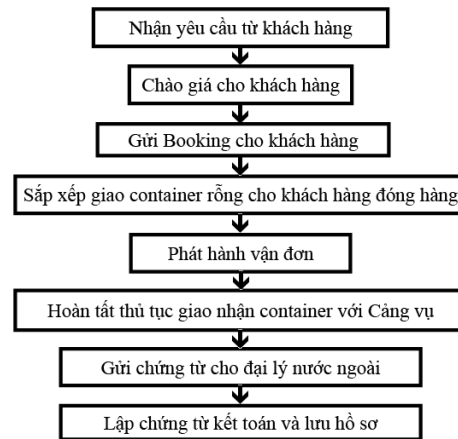 Nhận yêu cầu từ khách hàng
Chào giá cho khách hàng
Gửi Booking cho khách hàng
Sắp xếp giao container rỗng cho khách hàng đóng hàng
Phát hành vận đơn
Hoàn tất thủ tục giao nhận container với Cảng vụ
Gửi chứng từ cho đại lý nước ngoài
Lập chứng từ kết toán và lưu hồ sơ